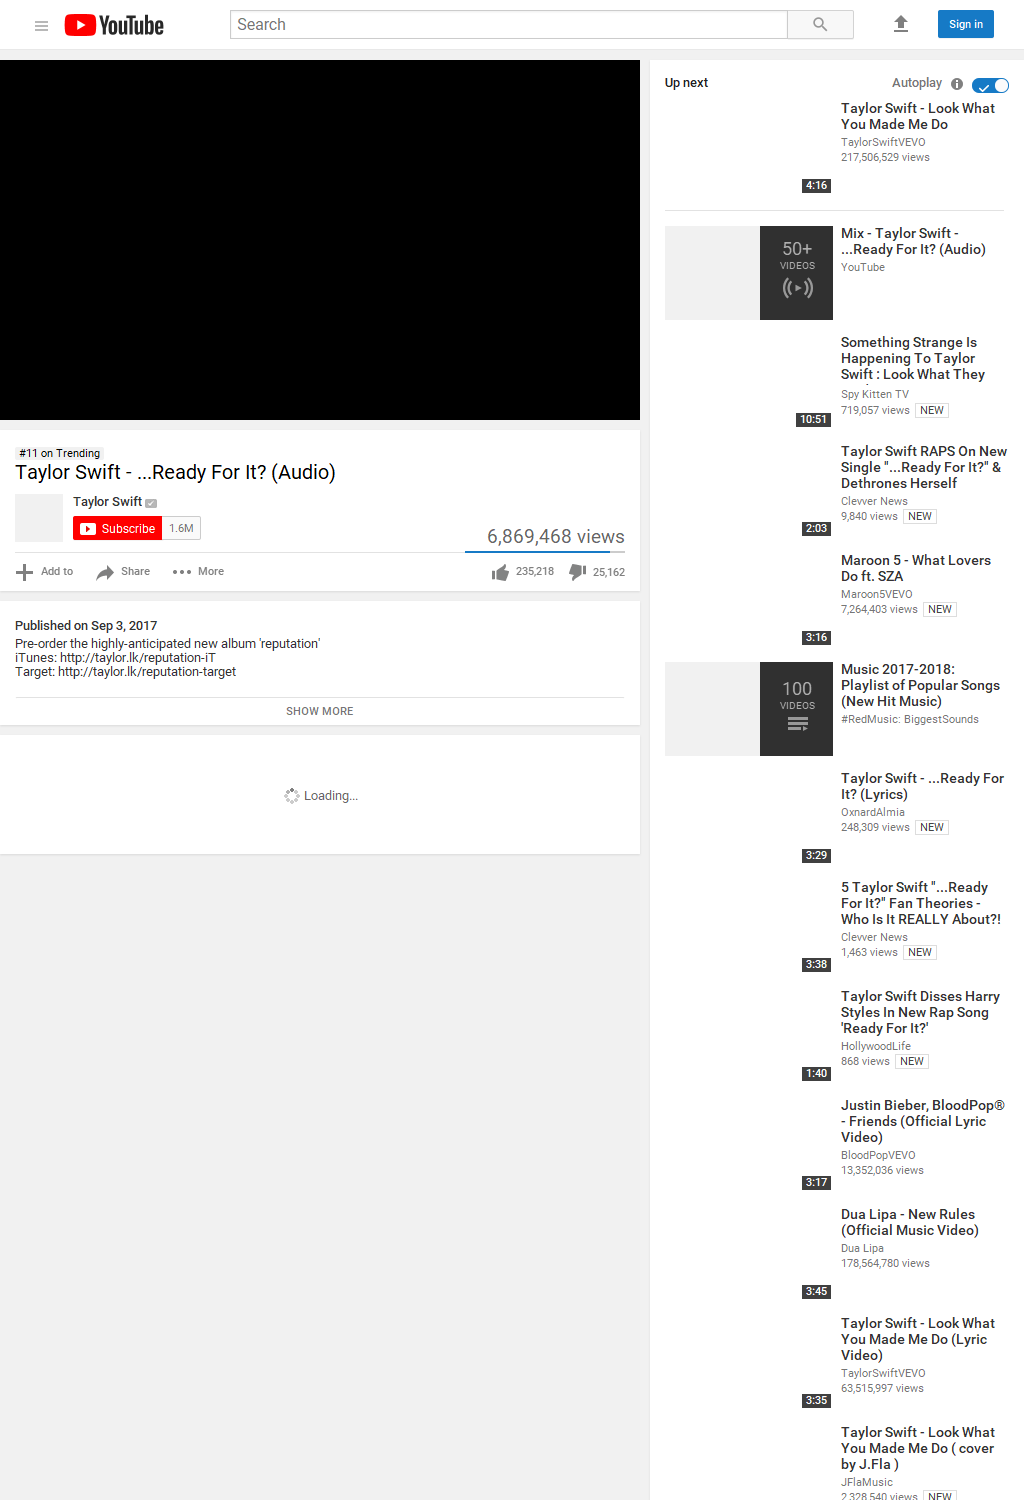 YouTube
Search
Sign in
#11 on Trending
Taylor Swift - ...Ready For It? (Audio)
Taylor Swift
Subscribe 1.6M
6,869,468 views
Add to Share More 235,218 25,162
Published on Sep 3, 2017
Pre-order the highly-anticipated new album 'reputation'
iTunes: http://taylor.lk/reputation-iT
Target: http://taylor.lk/reputation-target
SHOW MORE
Loading...
Up next Autoplay
Taylor Swift - Look What
You Made Me Do
TaylorSwiftVEVO
217,506,529 views
4:16
50+
VIDEOS
Mix - Taylor Swift -
...Ready For It? (Audio)
YouTube
Something Strange Is
Happening To Taylor
Swift : Look What They
Spy Kitten TV
719,057 views NEW
10:51
Taylor Swift RAPS On New
Single "...Ready For It?" &
Dethrones Herself
Clevver News
9,840 views NEW
2:03
Maroon 5 - What Lovers
Do ft. SZA
Maroon5VEVO
7,264,403 views NEW
3:16
100
VIDEOS
Music 2017-2018:
Playlist of Popular Songs
(New Hit Music)
#RedMusic: BiggestSounds
Taylor Swift - ...Ready For
It? (Lyrics)
OxnardAlmia
248,309 views NEW
3:29
5 Taylor Swift "...Ready
For It?" Fan Theories -
Who Is It REALLY About?!
Clevver News
1,463 views NEW
3:38
Taylor Swift Disses Harry
Styles In New Rap Song
'Ready For It?'
HollywoodLife
868 views NEW
1:40
Justin Bieber, BloodPop®
- Friends (Official Lyric
Video)
BloodPopVEVO
13,352,036 views
3:17
Dua Lipa - New Rules
(Official Music Video)
Dua Lipa
178,564,780 views
3:45
Taylor Swift - Look What
You Made Me Do (Lyric
Video)
TaylorSwiftVEVO
63,515,997 views
3:35
Taylor Swift - Look What
You Made Me Do ( cover
by J.Fla )
JFlaMusic
2,328,540 views NEW